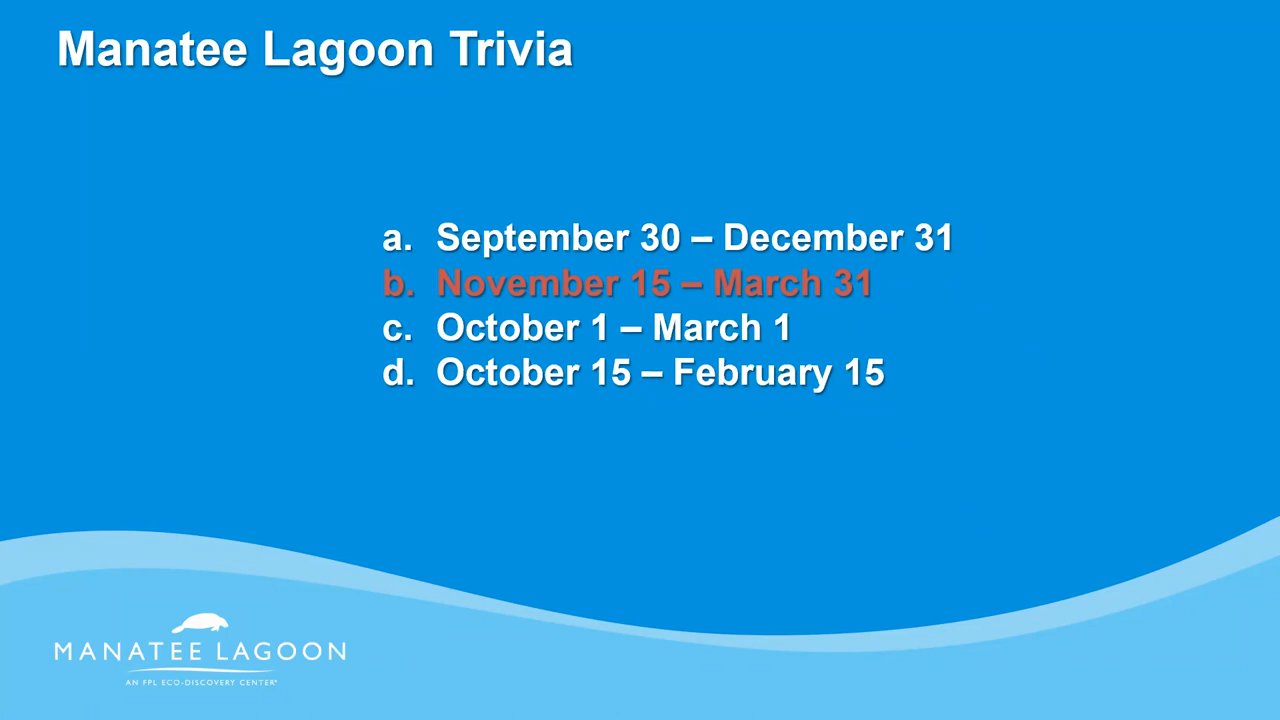 Manatee Lagoon Trivia
a. September 30 – December 31
b. November 15 – March 31
c. October 1 – March 1
d. October 15 – February 15
MANATEE LAGOON
AN FPL ECO-DISCOVERY CENTER®